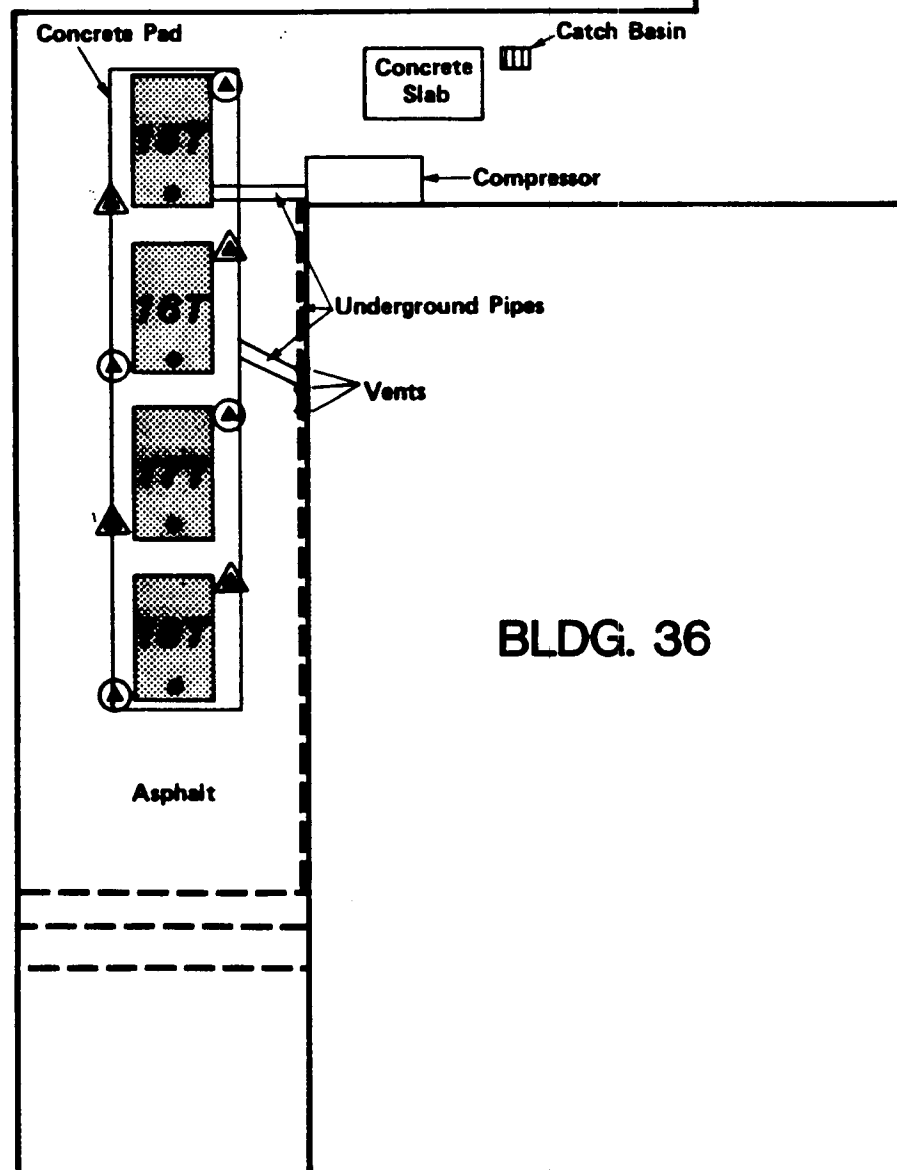 Concrete Pad
Catch Basin
Concrete
Slab
Compressor
16T
Underground Pipes
Vents
BLDG. 36
Asphalt